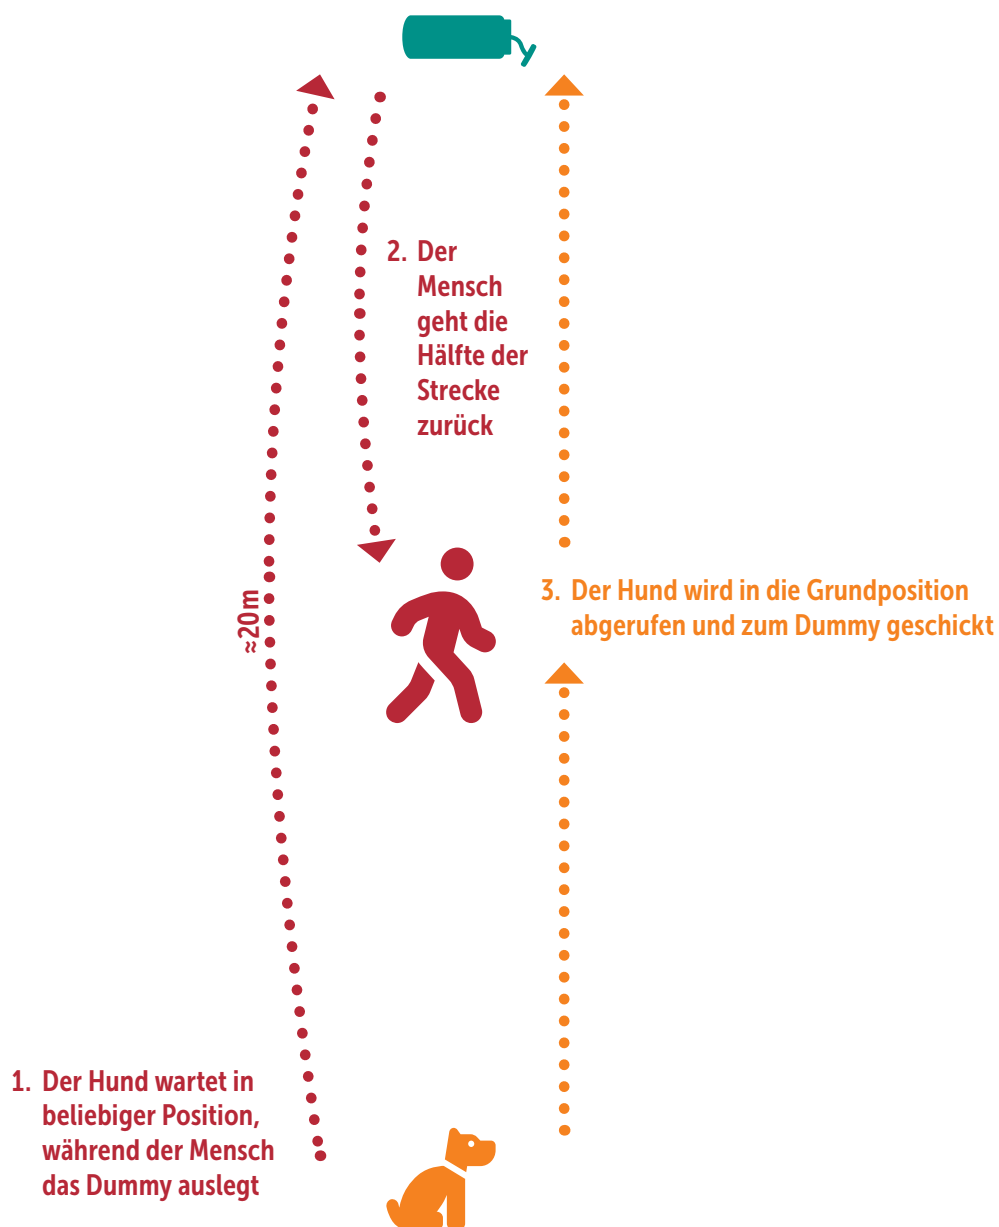 2. Der
Mensch
geht die
Hälfte der
Strecke
zurück
≈20m
3. Der Hund wird in die Grundposition
abgerufen und zum Dummy geschickt
1. Der Hund wartet in
beliebiger Position,
während der Mensch
das Dummy auslegt